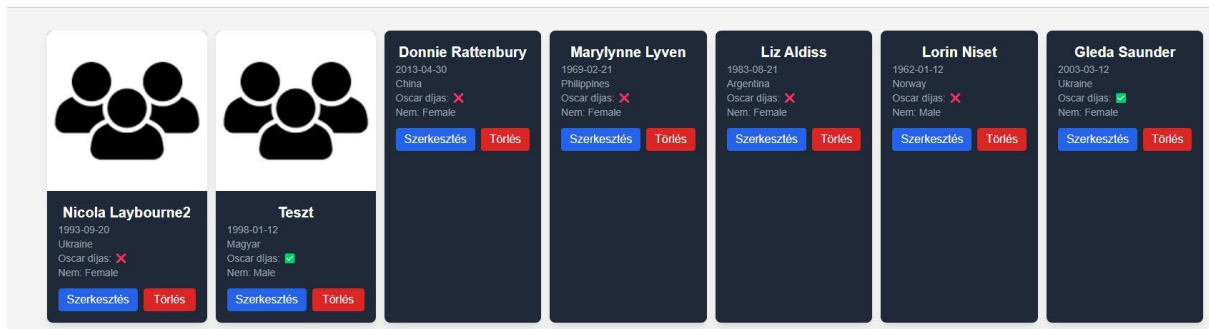 Nicola Laybourne2
1993-09-20
Ukraine
Oscar díjas: ❌
Nem: Female
Szerkesztés Törlés
Teszt
1998-01-12
Magyar
Oscar díjas: ✅
Nem: Male
Szerkesztés Törlés
Donnie Rattenbury
2013-04-30
China
Oscar díjas: ❌
Nem: Female
Szerkesztés Törlés
Marylynne Lyven
1969-02-21
Philippines
Oscar díjas: ❌
Nem: Female
Szerkesztés Törlés
Liz Aldiss
1983-08-21
Argentina
Oscar díjas: ❌
Nem: Female
Szerkesztés Törlés
Lorin Niset
1962-01-12
Norway
Oscar díjas: ❌
Nem: Male
Szerkesztés Törlés
Gleda Saunder
2003-03-12
Ukraine
Oscar díjas: ✅
Nem: Female
Szerkesztés Törlés